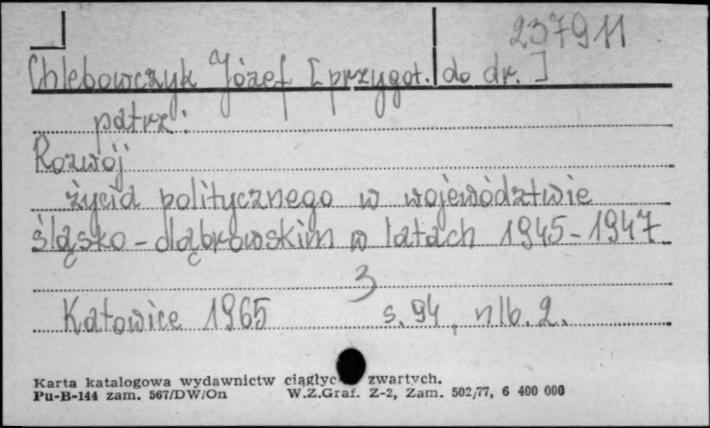 237911
Chlebowczyk Józef [przygot. do dr.]
patrz:
Rozwój
życia politycznego w województwie
śląsko-dąbrowskim w latach 1945-1947
3
Katowice 1965 s. 94, nlb. 2.
Karta katalogowa wydawnictw zwartych.
Pu-B-144 zam. 567/DW/On W.Z.Graf. Z-2, Zam. 502/77, 6 400 000